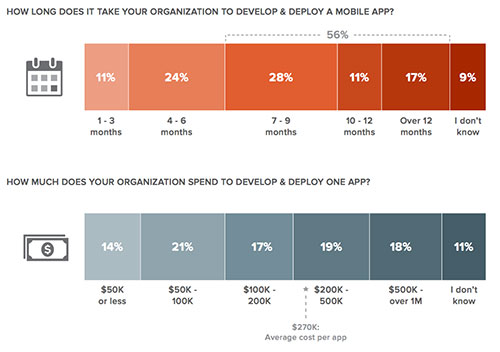 HOW LONG DOES IT TAKE YOUR ORGANIZATION TO DEVELOP & DEPLOY A MOBILE APP?
56%
11% 24% 28% 11% 17% 9%
1 - 3 4 - 6 7 - 9 10 - 12 Over 12 I don't
months months months months months know
HOW MUCH DOES YOUR ORGANIZATION SPEND TO DEVELOP & DEPLOY ONE APP?
$
14% 21% 17% 19% 18% 11%
$50K $50K - $100K - * $200K - $500K - I don't
or less 100K 200K 500K over 1M know
$270K:
Average cost per app